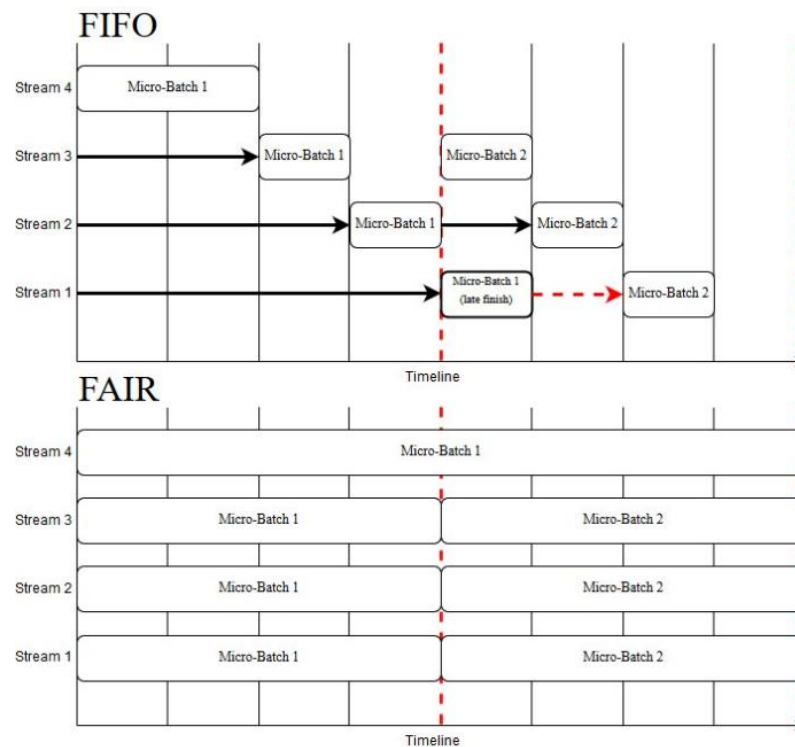 FIFO
Stream 4
Micro-Batch 1
Stream 3
Micro-Batch 1
Micro-Batch 2
Stream 2
Micro-Batch 1
Micro-Batch 2
Stream 1
Micro-Batch 1
(late finish)
Micro-Batch 2
Timeline
FAIR
Stream 4
Micro-Batch 1
Stream 3
Micro-Batch 1
Micro-Batch 2
Stream 2
Micro-Batch 1
Micro-Batch 2
Stream 1
Micro-Batch 1
Micro-Batch 2
Timeline